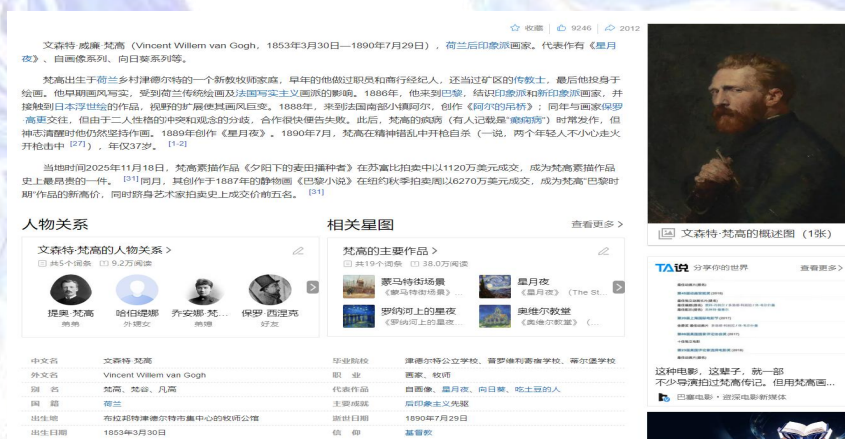 收藏 9246 2012
文森特·威廉·梵高（Vincent Willem van Gogh，1853年3月30日—1890年7月29日），荷兰后印象派画家。代表作有《星月
夜》、自画像系列、向日葵系列等。
梵高出生于荷兰乡村津德尔特的一个新教牧师家庭，早年的他做过职员和商行经纪人，还当过矿区的传教士，最后他投身于
绘画。他早期画风写实，受到荷兰传统绘画及法国写实主义画派的影响。1886年，他来到巴黎，结识印象派和新印象派画家，并
接触到日本浮世绘的作品，视野的扩展使其画风巨变。1888年，来到法国南部小镇阿尔，创作《阿尔的吊桥》；同年与画家保罗
·高更交往，但由于二人性格的冲突和观念的分歧，合作很快便告失败。此后，梵高的疯病（有人记载是“癫痫病”）时常发作，但
神志清醒时他仍然坚持作画。1889年创作《星月夜》。1890年7月，梵高在精神错乱中开枪自杀（一说，两个年轻人不小心走火
开枪击中 [27]），年仅37岁。 [1-2]
当地时间2025年11月18日，梵高素描作品《夕阳下的麦田播种者》在苏富比拍卖中以1120万美元成交，成为梵高素描作品
史上最昂贵的一件。 [31] 同月，其创作于1887年的静物画《巴黎小说》在纽约秋季拍卖周以6270万美元成交，成为梵高“巴黎时
期”作品的新高价，同时跻身艺术家拍卖史上成交价前五名。 [31]
人物关系
文森特·梵高的人物关系 >
共5个词条 9.2万阅读
提奥·梵高 哈伯缇娜 乔安娜·梵... 保罗·西涅克
弟弟 外甥女 弟媳 好友
相关星图 查看更多 >
梵高的主要作品 >
共19个词条 38.0万阅读
蒙马特街场景 星月夜
《蒙马特街场景》... 《星月夜》（The St...
罗纳河上的星夜 奥维尔教堂
《罗纳河上的星夜... 《奥维尔教堂》（...
中文名 文森特·梵高
外文名 Vincent Willem van Gogh
别 名 梵高、梵谷、凡高
国 籍 荷兰
出生地 布拉邦特津德尔特市集中心的牧师公馆
出生日期 1853年3月30日
毕业院校 津德尔特公立学校、普罗维利寄宿学校、蒂尔堡学校
职 业 画家、牧师
代表作品 自画像、星月夜、向日葵、吃土豆的人
主要成就 后印象主义先驱
逝世日期 1890年7月29日
信 仰 基督教
文森特·梵高的概述图（1张）
TA说 分享你的世界 查看更多 >
这种电影，这辈子，就一部
不少导演拍过梵高传记。但用梵高画...
巴塞电影·资深电影新媒体